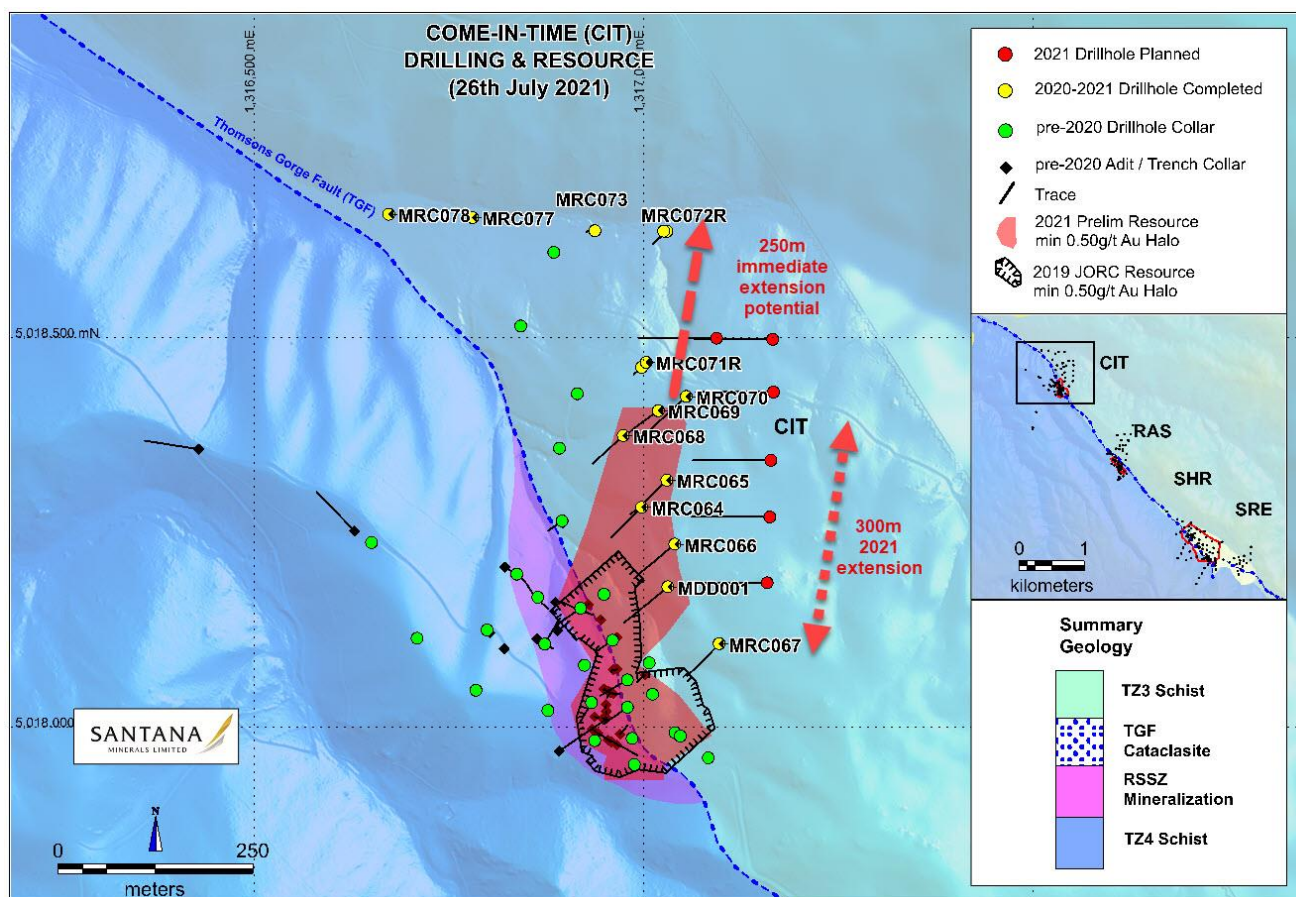 COME-IN-TIME (CIT)
DRILLING & RESOURCE
(26th July 2021)
1,316,500 mE
Thomsons Gorge Fault (TGF)
MRC078
MRC077
MRC073
MRC072R
250m
immediate
extension
potential
5,018,500 mN
MRC071R
MRC070
MRC069
MRC068
CIT
MRC065
MRC064
MRC066
MDD001
300m
2021
extension
MRC067
5,018,000 mN
SANTANA
MINERALS LIMITED
N
0 250
meters
2021 Drillhole Planned
2020-2021 Drillhole Completed
pre-2020 Drillhole Collar
pre-2020 Adit / Trench Collar
Trace
2021 Prelim Resource
min 0.50g/t Au Halo
2019 JORC Resource
min 0.50g/t Au Halo
CIT
RAS
SHR
SRE
0 1
kilometers
Summary
Geology
TZ3 Schist
TGF
Cataclasite
RSSZ
Mineralization
TZ4 Schist